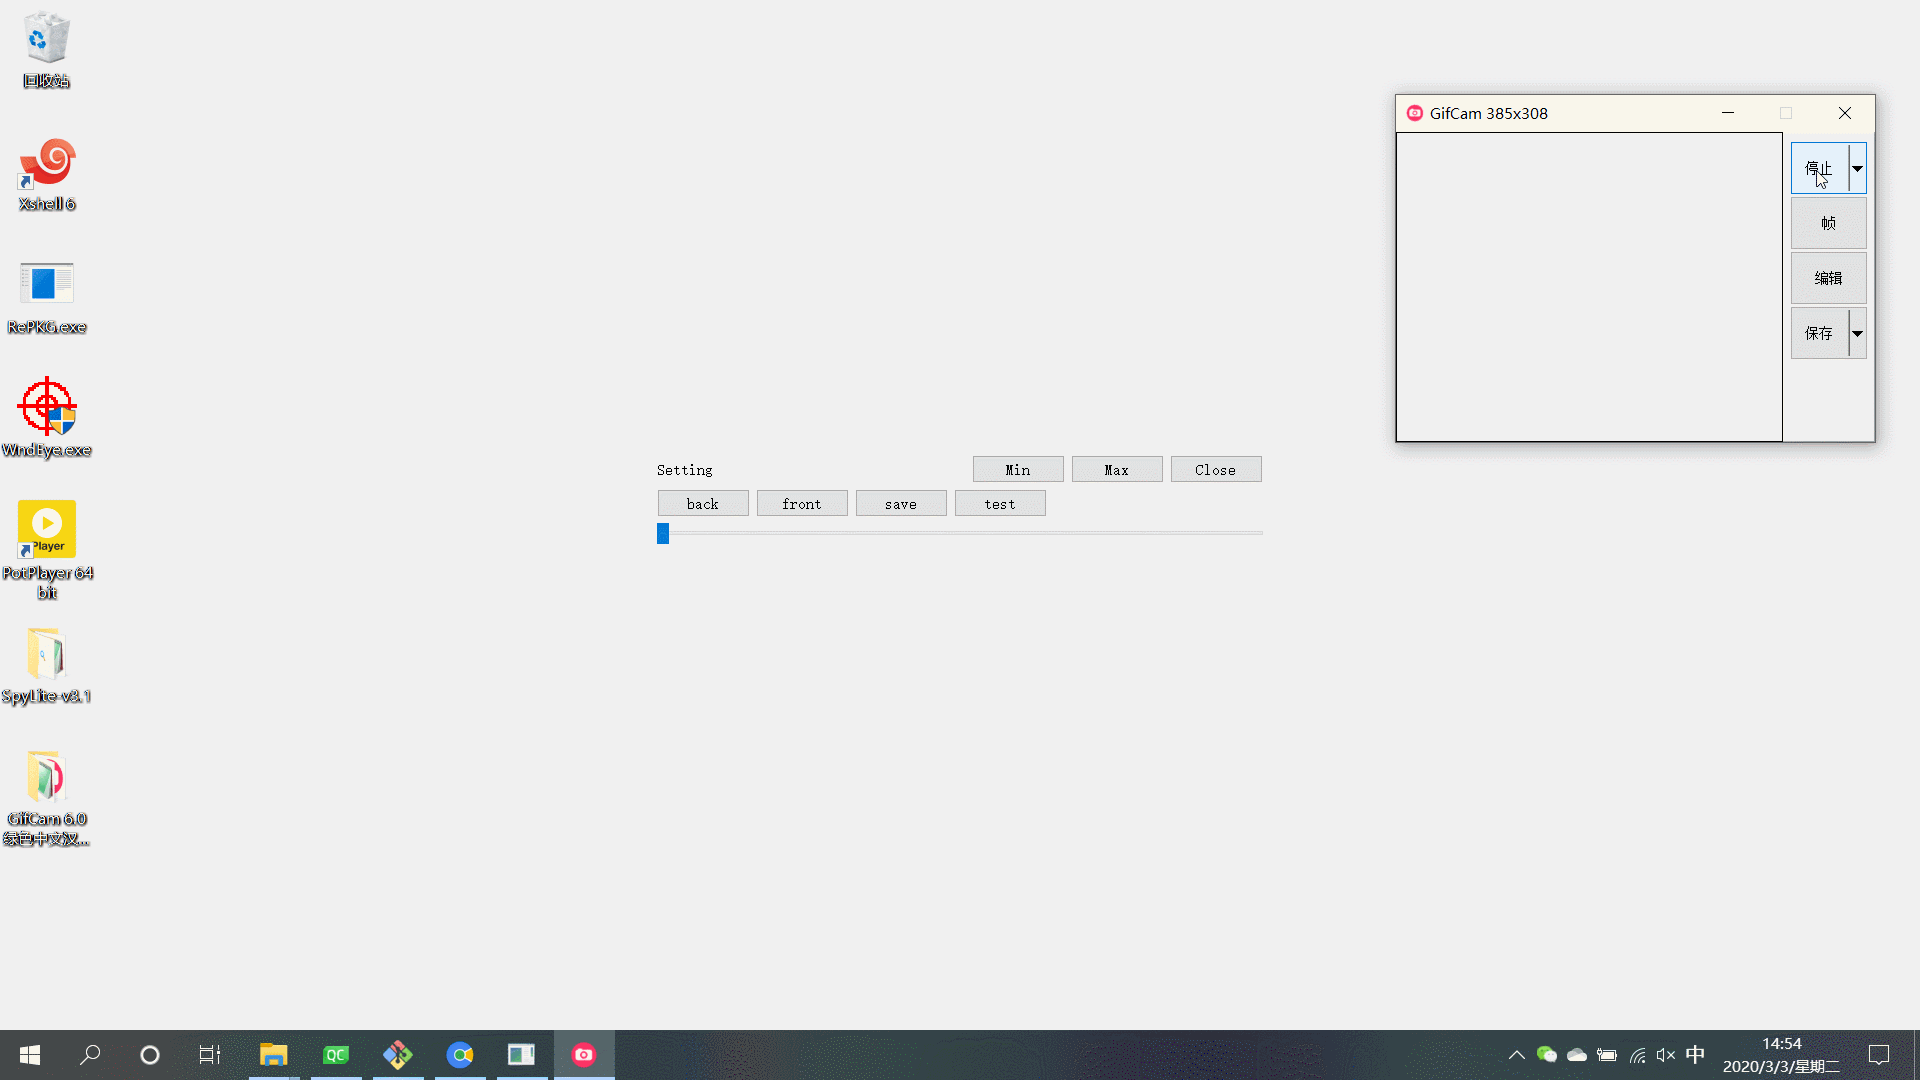 回收站
Xshell 6
RePKG.exe
WndEye.exe
Player
PotPlayer 64
bit
SpyLite-v3.1
GifCam 6.0
绿色中文汉...
GifCam 385x308
停止
帧
编辑
保存
Setting
Min
Max
Close
back
front
save
test
QC
中
14:54
2020/3/3/星期二